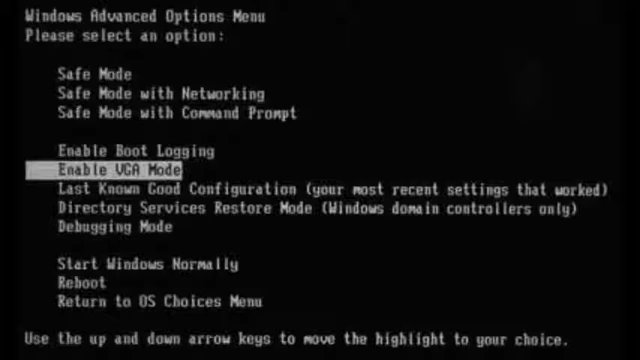 Windows Advanced Options Menu
Please select an option:
Safe Mode
Safe Mode with Networking
Safe Mode with Command Prompt
Enable Boot Logging
Enable VGA Mode
Last Known Good Configuration (your most recent settings that worked)
Directory Services Restore Mode (Windows domain controllers only)
Debugging Mode
Start Windows Normally
Reboot
Return to OS Choices Menu
Use the up and down arrow keys to move the highlight to your choice.